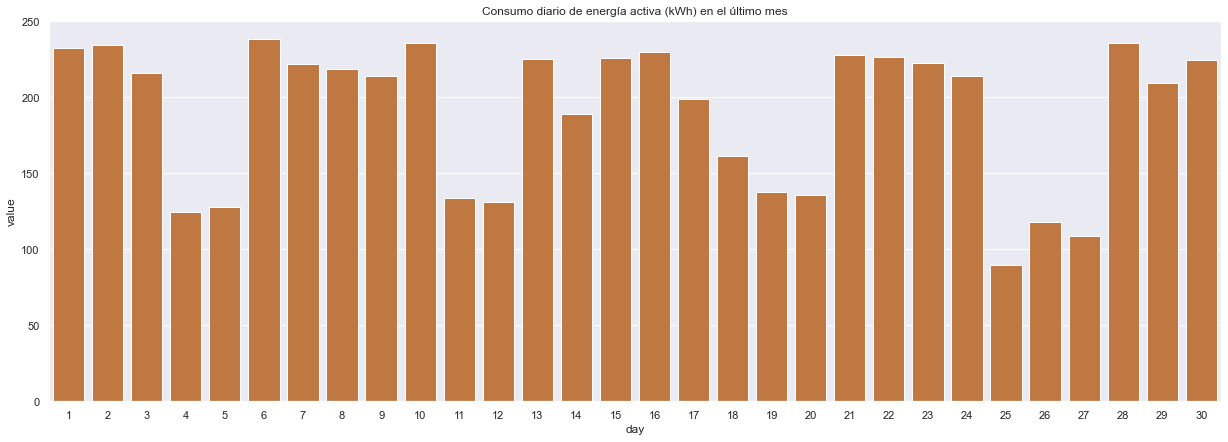 Consumo diario de energía activa (kWh) en el último mes
250
200
150
100
50
0
value
1 2 3 4 5 6 7 8 9 10 11 12 13 14 15 16 17 18 19 20 21 22 23 24 25 26 27 28 29 30
day